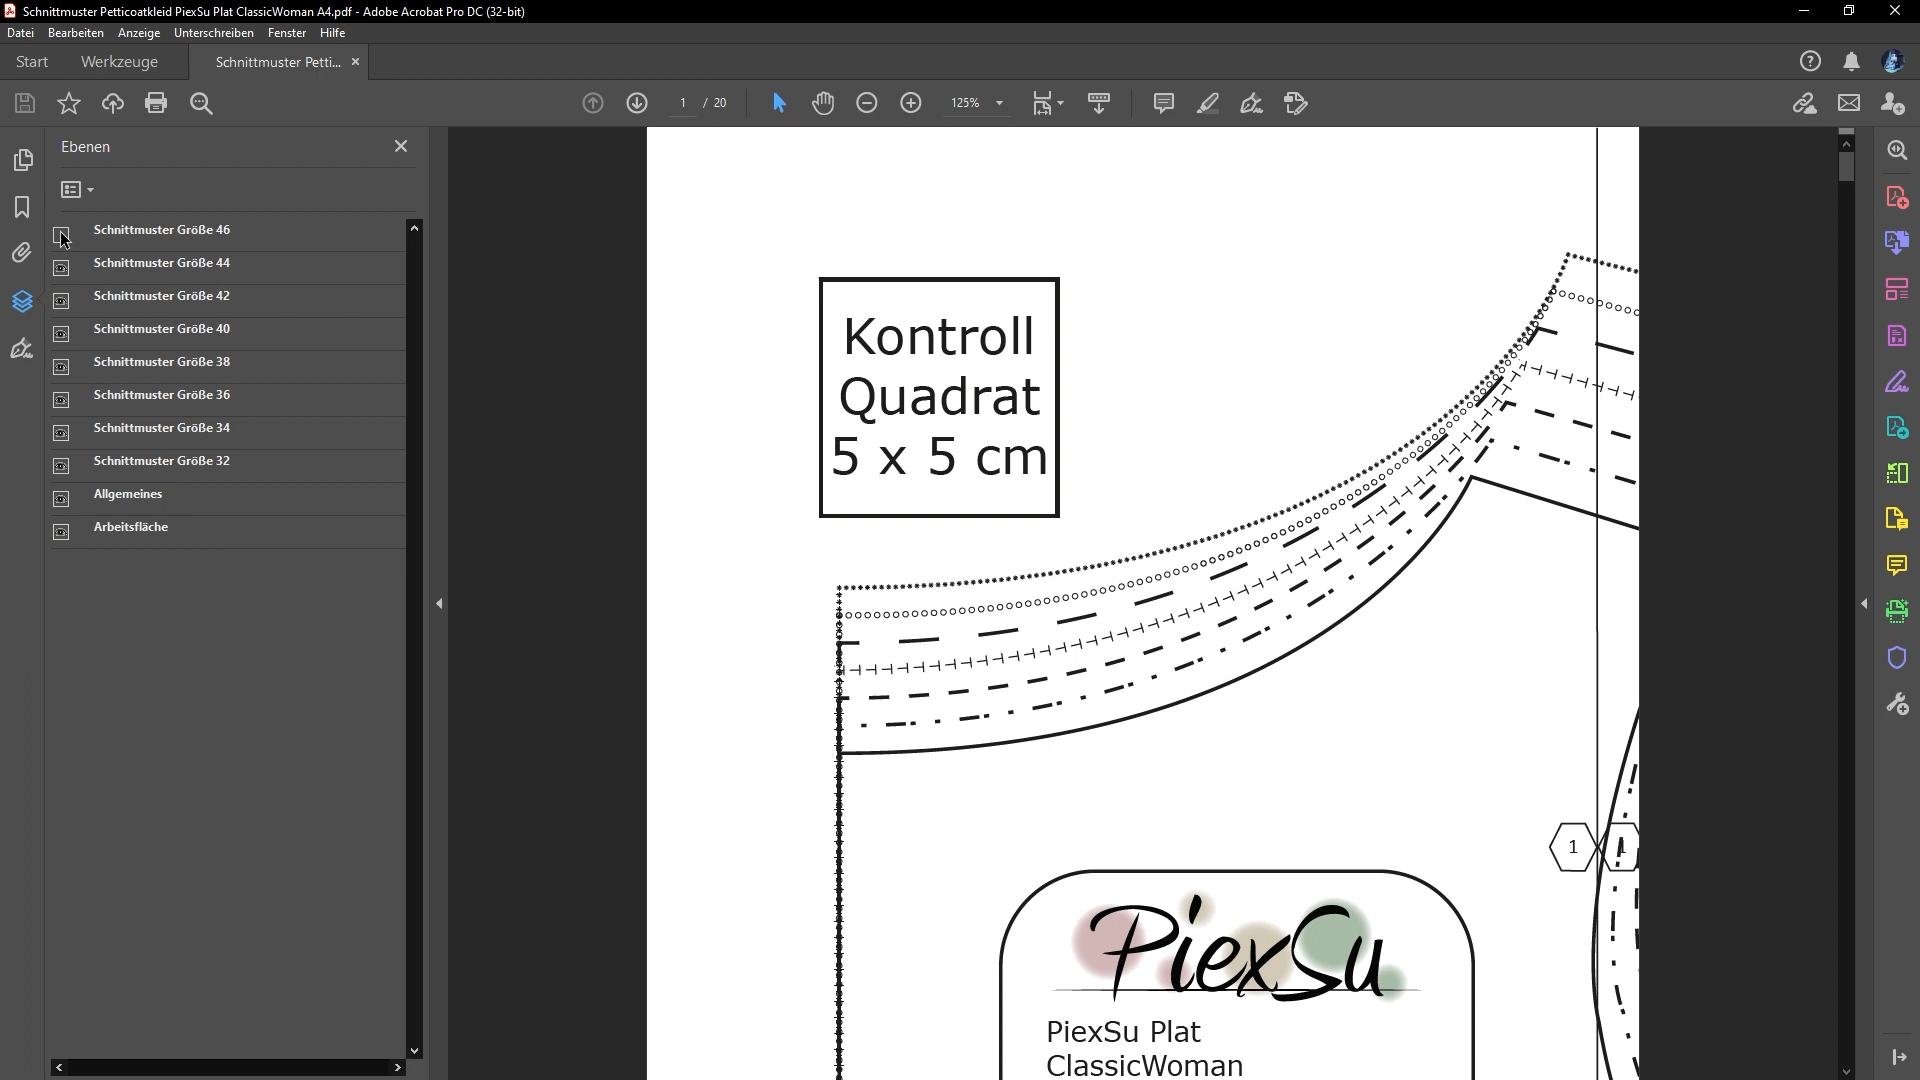 Schnittmuster Petticoatkleid PiexSu Plat ClassicWoman A4.pdf - Adobe Acrobat Pro DC (32-bit)
Datei Bearbeiten Anzeige Unterschreiben Fenster Hilfe
Start Werkzeuge Schnittmuster Petti...
1 / 20 125%
Ebenen
Schnittmuster Größe 46
Schnittmuster Größe 44
Schnittmuster Größe 42
Schnittmuster Größe 40
Schnittmuster Größe 38
Schnittmuster Größe 36
Schnittmuster Größe 34
Schnittmuster Größe 32
Allgemeines
Arbeitsfläche
Kontroll
Quadrat
5 x 5 cm
1 1
PiexSu
PiexSu Plat
ClassicWoman